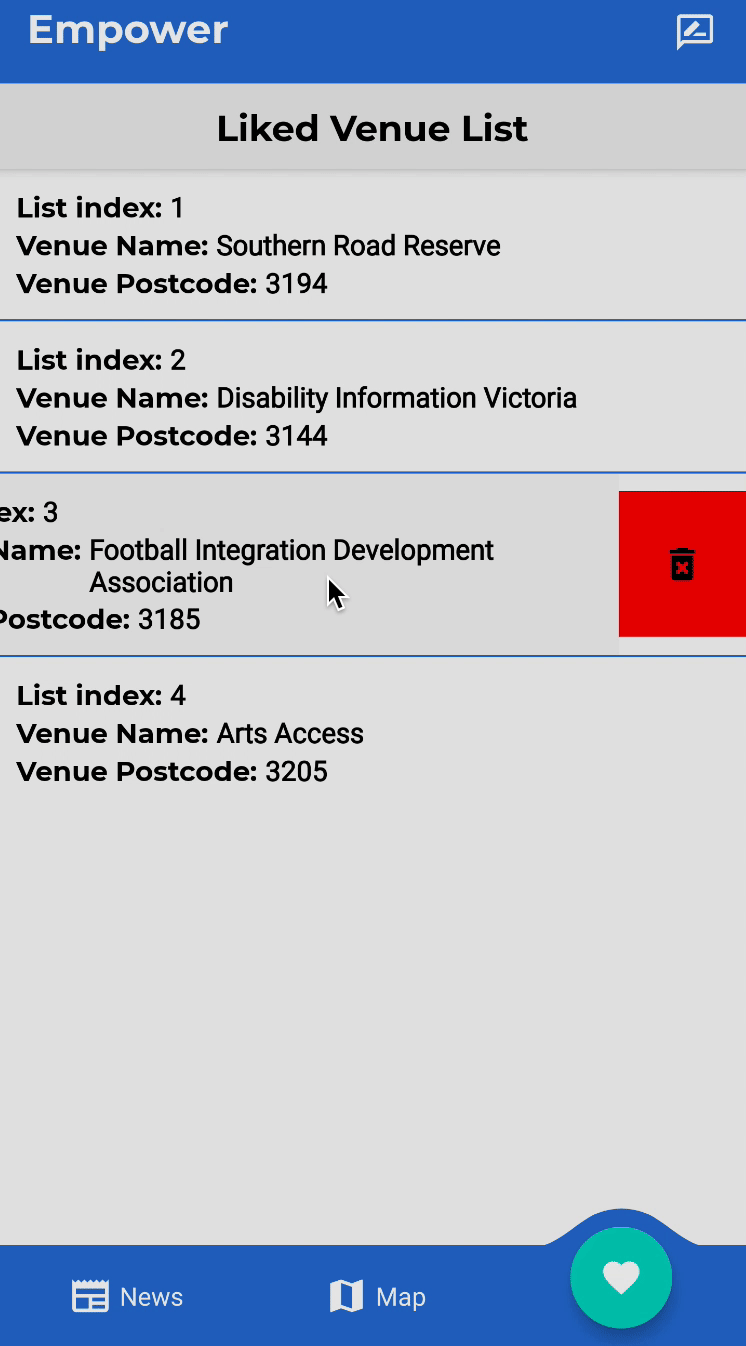 Empower
Liked Venue List
List index: 1
Venue Name: Southern Road Reserve
Venue Postcode: 3194
List index: 2
Venue Name: Disability Information Victoria
Venue Postcode: 3144
ex: 3
Name: Football Integration Development
Association
Postcode: 3185
List index: 4
Venue Name: Arts Access
Venue Postcode: 3205
News Map